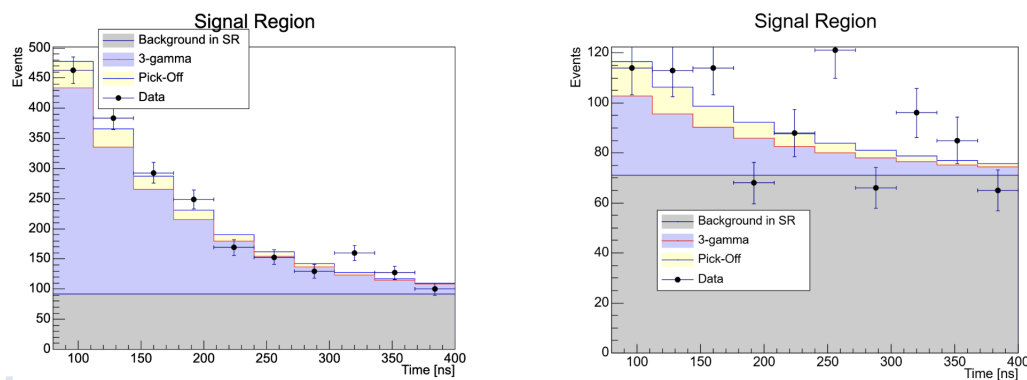 Signal Region
Events
500
450
400
350
300
250
200
150
100
50
0
Background in SR
3-gamma
Pick-Off
Data
100
150
200
250
300
350
400
Time [ns]
Signal Region
Events
120
100
80
60
40
20
0
Background in SR
3-gamma
Pick-Off
Data
100
150
200
250
300
350
400
Time [ns]